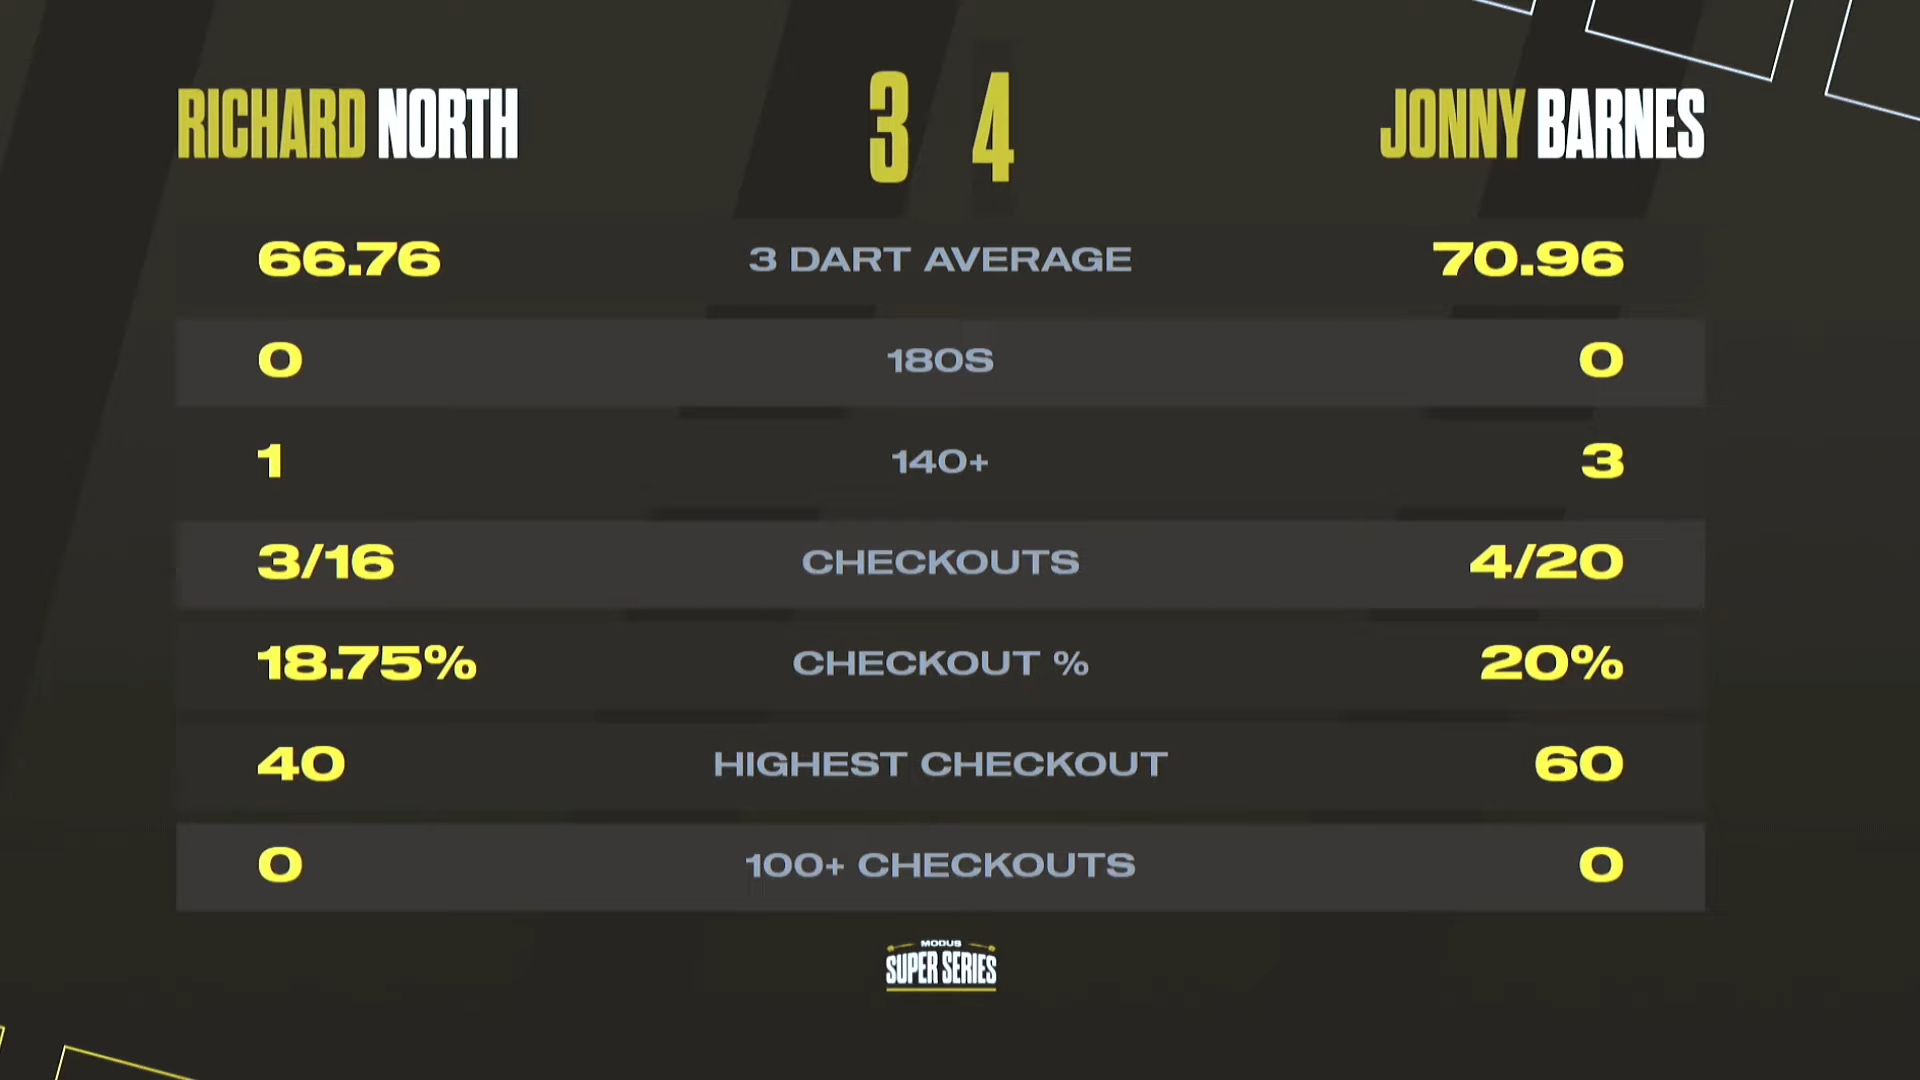 RICHARD NORTH 3 4 JONNY BARNES
66.76 3 DART AVERAGE 70.96
0 180S 0
1 140+ 3
3/16 CHECKOUTS 4/20
18.75% CHECKOUT % 20%
40 HIGHEST CHECKOUT 60
0 100+ CHECKOUTS 0
MODUS
SUPER SERIES